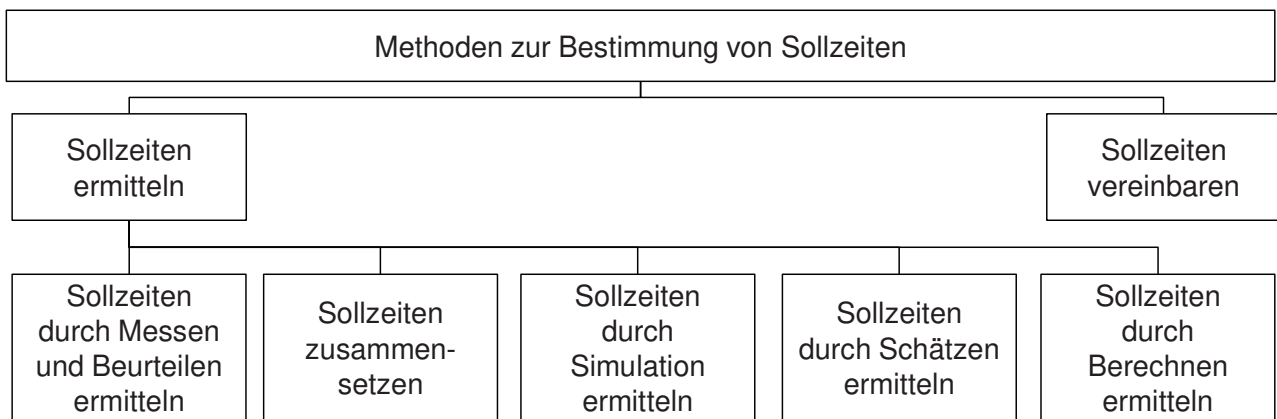 Methoden zur Bestimmung von Sollzeiten
Sollzeiten
ermitteln
Sollzeiten
vereinbaren
Sollzeiten
durch Messen
und Beurteilen
ermitteln
Sollzeiten
zusammen-
setzen
Sollzeiten
durch
Simulation
ermitteln
Sollzeiten
durch Schätzen
ermitteln
Sollzeiten
durch
Berechnen
ermitteln